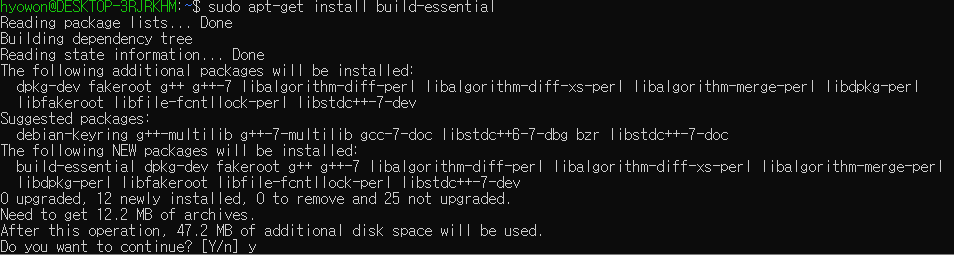 hyowon@DESKTOP-3RJRKHM:~$ sudo apt-get install build-essential
Reading package lists... Done
Building dependency tree
Reading state information... Done
The following additional packages will be installed:
  dpkg-dev fakeroot g++ g++-7 libalgorithm-diff-perl libalgorithm-diff-xs-perl libalgorithm-merge-perl libdpkg-perl
  libfakeroot libfile-fcntllock-perl libstdc++-7-dev
Suggested packages:
  debian-keyring g++-multilib g++-7-multilib gcc-7-doc libstdc++6-7-dbg bzr libstdc++-7-doc
The following NEW packages will be installed:
  build-essential dpkg-dev fakeroot g++ g++-7 libalgorithm-diff-perl libalgorithm-diff-xs-perl libalgorithm-merge-perl
  libdpkg-perl libfakeroot libfile-fcntllock-perl libstdc++-7-dev
0 upgraded, 12 newly installed, 0 to remove and 25 not upgraded.
Need to get 12.2 MB of archives.
After this operation, 47.2 MB of additional disk space will be used.
Do you want to continue? [Y/n] y